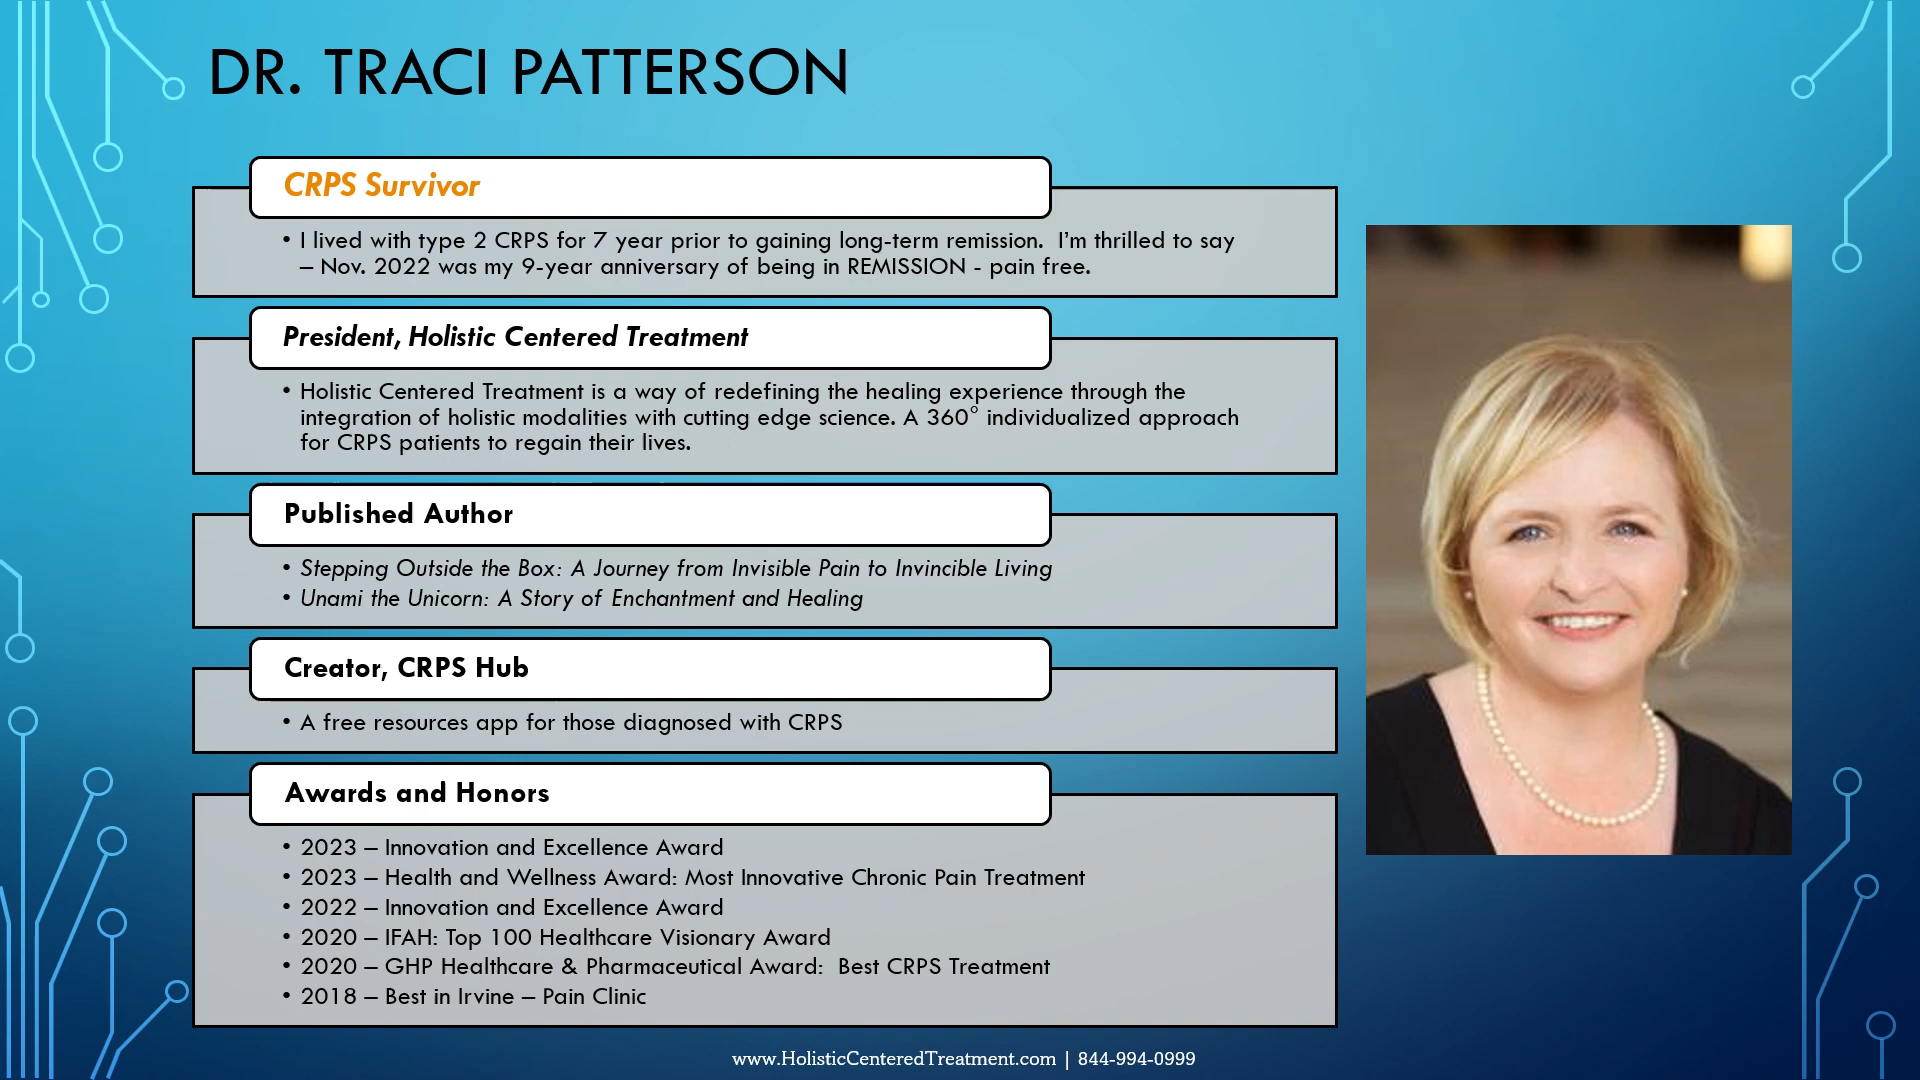 DR. TRACI PATTERSON
CRPS Survivor
• I lived with type 2 CRPS for 7 year prior to gaining long-term remission.  I'm thrilled to say
– Nov. 2022 was my 9-year anniversary of being in REMISSION - pain free.
President, Holistic Centered Treatment
• Holistic Centered Treatment is a way of redefining the healing experience through the
integration of holistic modalities with cutting edge science. A 360° individualized approach
for CRPS patients to regain their lives.
Published Author
• Stepping Outside the Box: A Journey from Invisible Pain to Invincible Living
• Unami the Unicorn: A Story of Enchantment and Healing
Creator, CRPS Hub
• A free resources app for those diagnosed with CRPS
Awards and Honors
• 2023 – Innovation and Excellence Award
• 2023 – Health and Wellness Award: Most Innovative Chronic Pain Treatment
• 2022 – Innovation and Excellence Award
• 2020 – IFAH: Top 100 Healthcare Visionary Award
• 2020 – GHP Healthcare & Pharmaceutical Award:  Best CRPS Treatment
• 2018 – Best in Irvine – Pain Clinic
www.HolisticCenteredTreatment.com | 844-994-0999